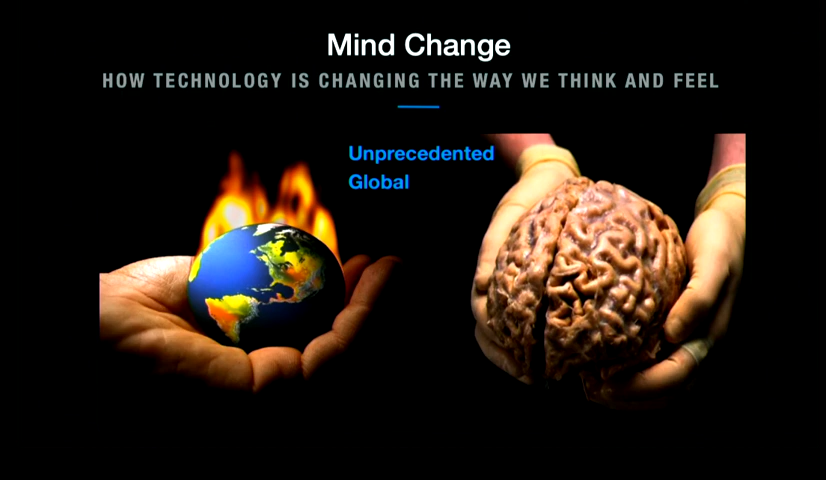 Mind Change
HOW TECHNOLOGY IS CHANGING THE WAY WE THINK AND FEEL
Unprecedented
Global